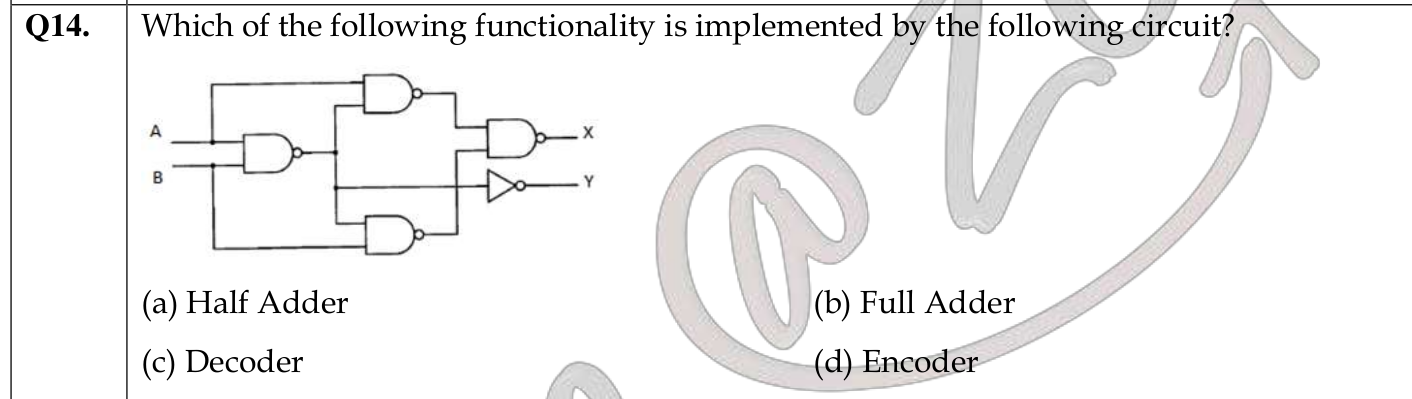 Q14. Which of the following functionality is implemented by the following circuit?
A
X
B
Y
(a) Half Adder (b) Full Adder
(c) Decoder (d) Encoder